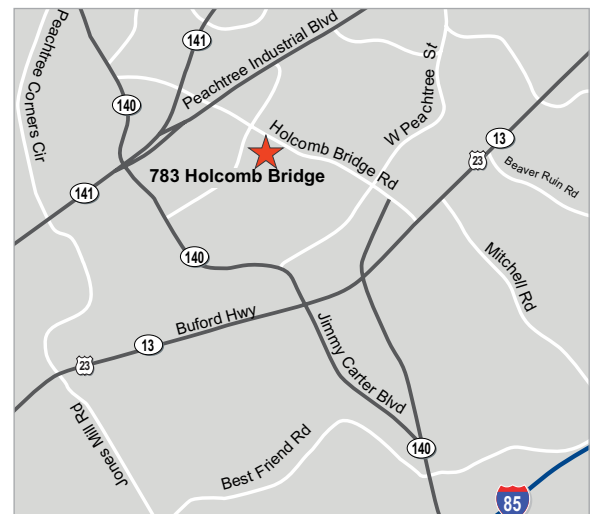 141
Peachtree Corners Cir
Peachtree Industrial Blvd
W Peachtree St
140
Holcomb Bridge Rd
13
23
Beaver Ruin Rd
783 Holcomb Bridge
141
140
Mitchell Rd
Buford Hwy
13
Jimmy Carter Blvd
23
Jones Mill Rd
Best Friend Rd
140
85